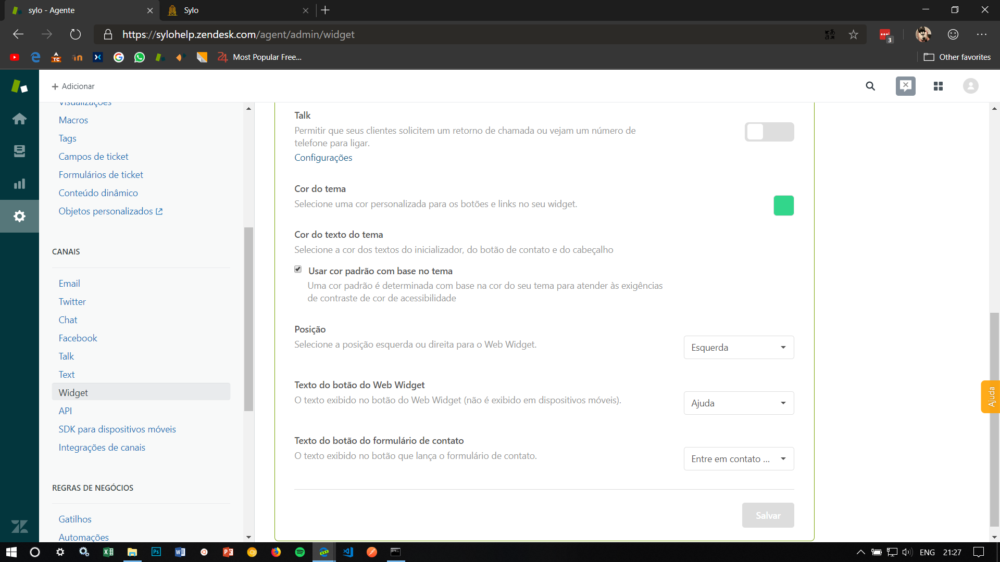 sylo - Agente
Sylo
https://sylohelp.zendesk.com/agent/admin/widget
3
TC
24 Most Popular Free...
Other favorites
+ Adicionar
Visualizações
Macros
Tags
Campos de ticket
Formulários de ticket
Conteúdo dinâmico
Objetos personalizados
CANAIS
Email
Twitter
Chat
Facebook
Talk
Text
Widget
API
SDK para dispositivos móveis
Integrações de canais
REGRAS DE NEGÓCIOS
Gatilhos
Automações
Talk
Permitir que seus clientes solicitem um retorno de chamada ou vejam um número de
telefone para ligar.
Configurações
Cor do tema
Selecione uma cor personalizada para os botões e links no seu widget.
Cor do texto do tema
Selecione a cor dos textos do inicializador, do botão de contato e do cabeçalho
Usar cor padrão com base no tema
Uma cor padrão é determinada com base na cor do seu tema para atender às exigências
de contraste de cor de acessibilidade
Posição
Selecione a posição esquerda ou direita para o Web Widget.
Esquerda
Texto do botão do Web Widget
O texto exibido no botão do Web Widget (não é exibido em dispositivos móveis).
Ajuda
Texto do botão do formulário de contato
O texto exibido no botão que lança o formulário de contato.
Entre em contato ...
Salvar
Ajuda
ENG
21:27